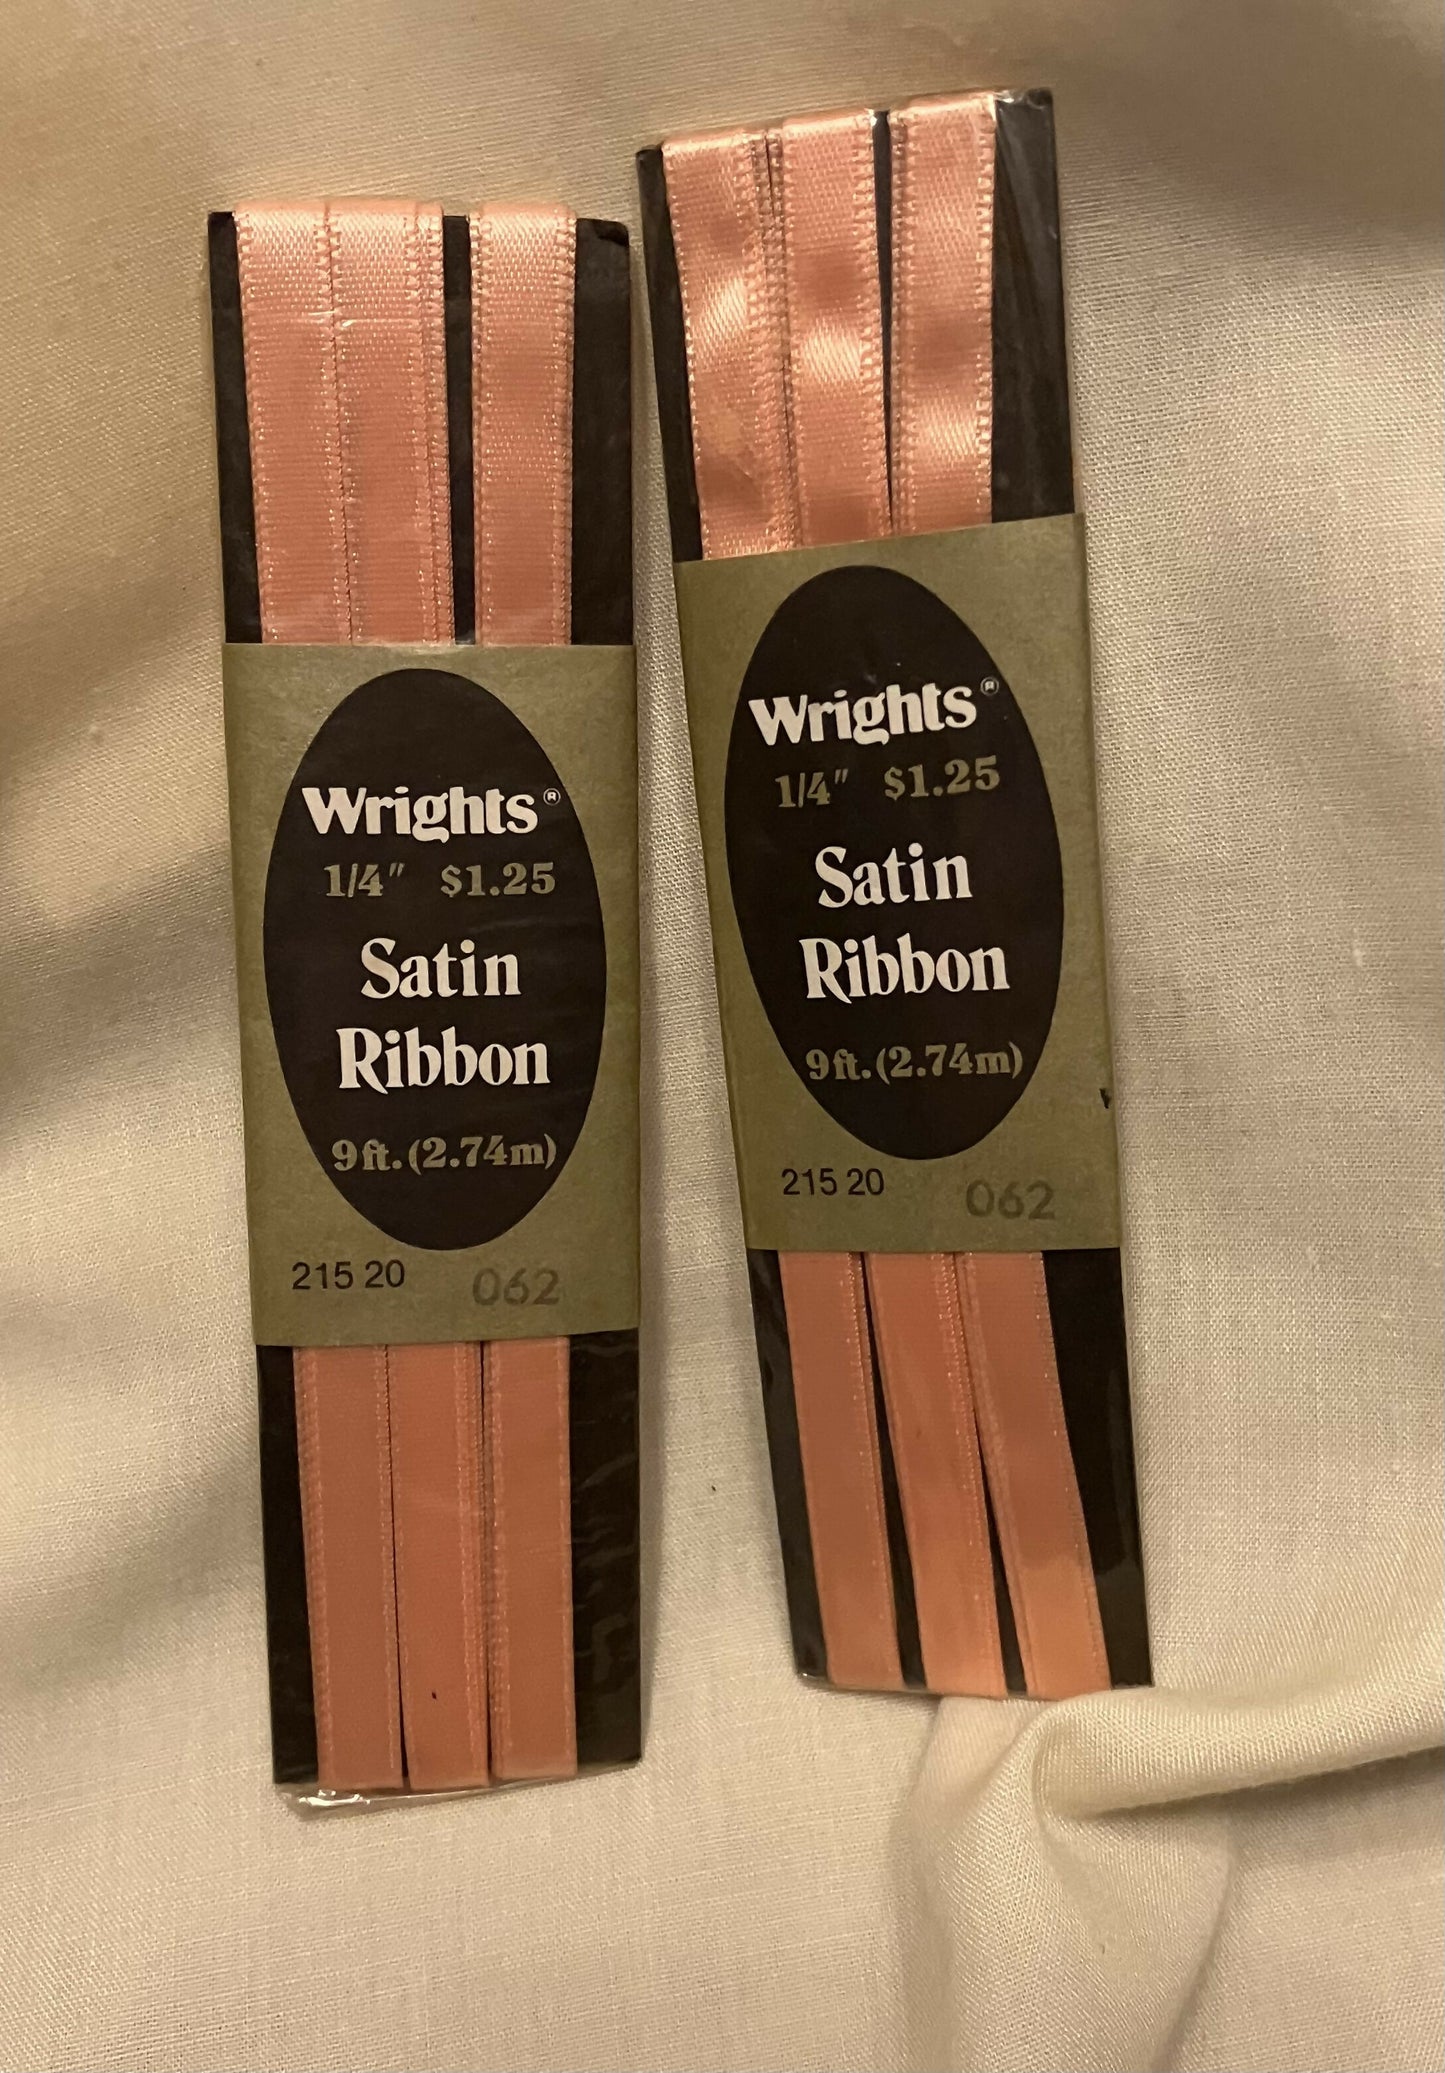 Wrights®
1/4" $1.25
Satin
Ribbon
9ft.(2.74m)
215 20 062
Wrights®
1/4" $1.25
Satin
Ribbon
9ft.(2.74m)
215 20 062